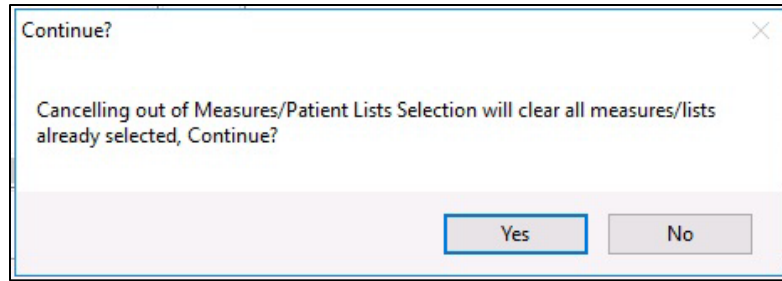 Continue?
Cancelling out of Measures/Patient Lists Selection will clear all measures/lists
already selected, Continue?
Yes No